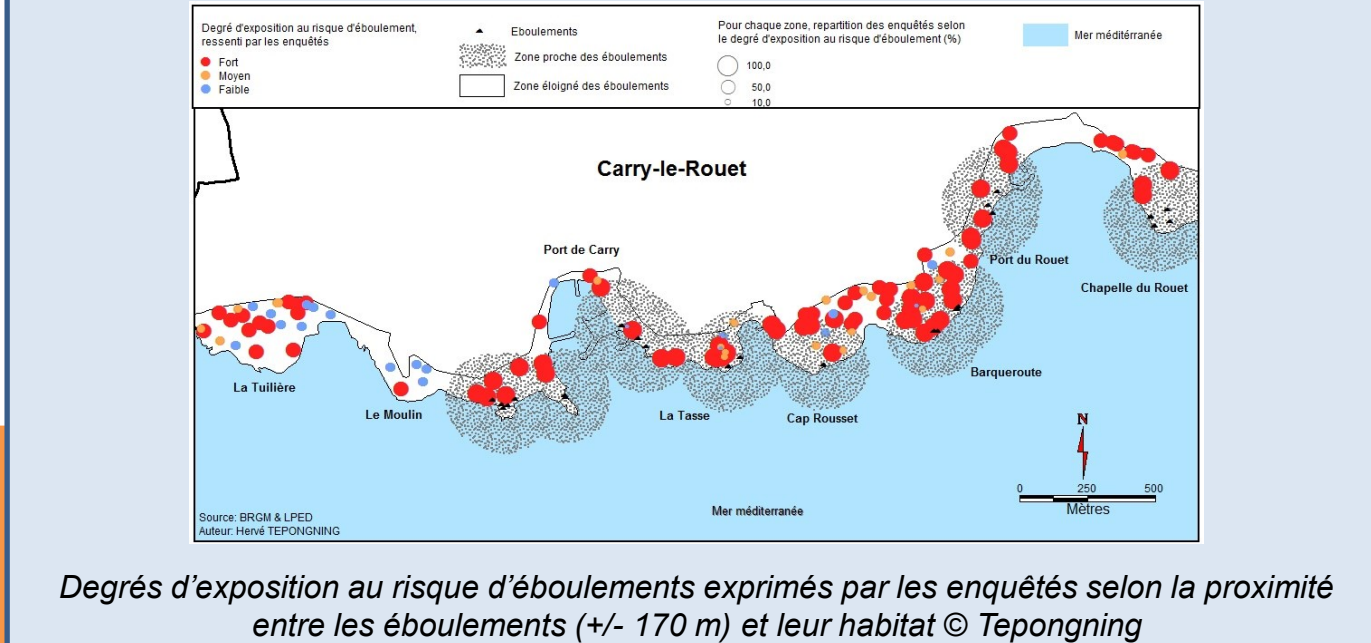 Degré d'exposition au risque d'éboulement,
ressenti par les enquêtés
Fort
Moyen
Faible
Eboulements
Zone proche des éboulements
Zone éloigné des éboulements
Pour chaque zone, repartition des enquêtés selon
le degré d'exposition au risque d'éboulement (%)
100,0
50,0
10,0
Mer méditérranée
Carry-le-Rouet
Port de Carry
Port du Rouet
Chapelle du Rouet
La Tuilière
Le Moulin
La Tasse
Cap Rousset
Barqueroute
N
0 250 500
Mètres
Mer méditerranée
Source: BRGM & LPED
Auteur: Hervé TEPONGNING
Degrés d'exposition au risque d'éboulements exprimés par les enquêtés selon la proximité
entre les éboulements (+/- 170 m) et leur habitat © Tepongning